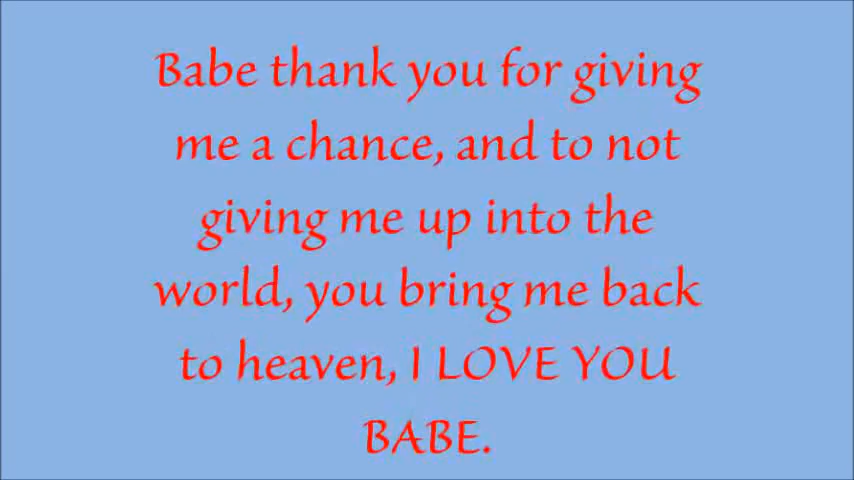 Babe thank you for giving
me a chance, and to not
giving me up into the
world, you bring me back
to heaven, I LOVE YOU
BABE.